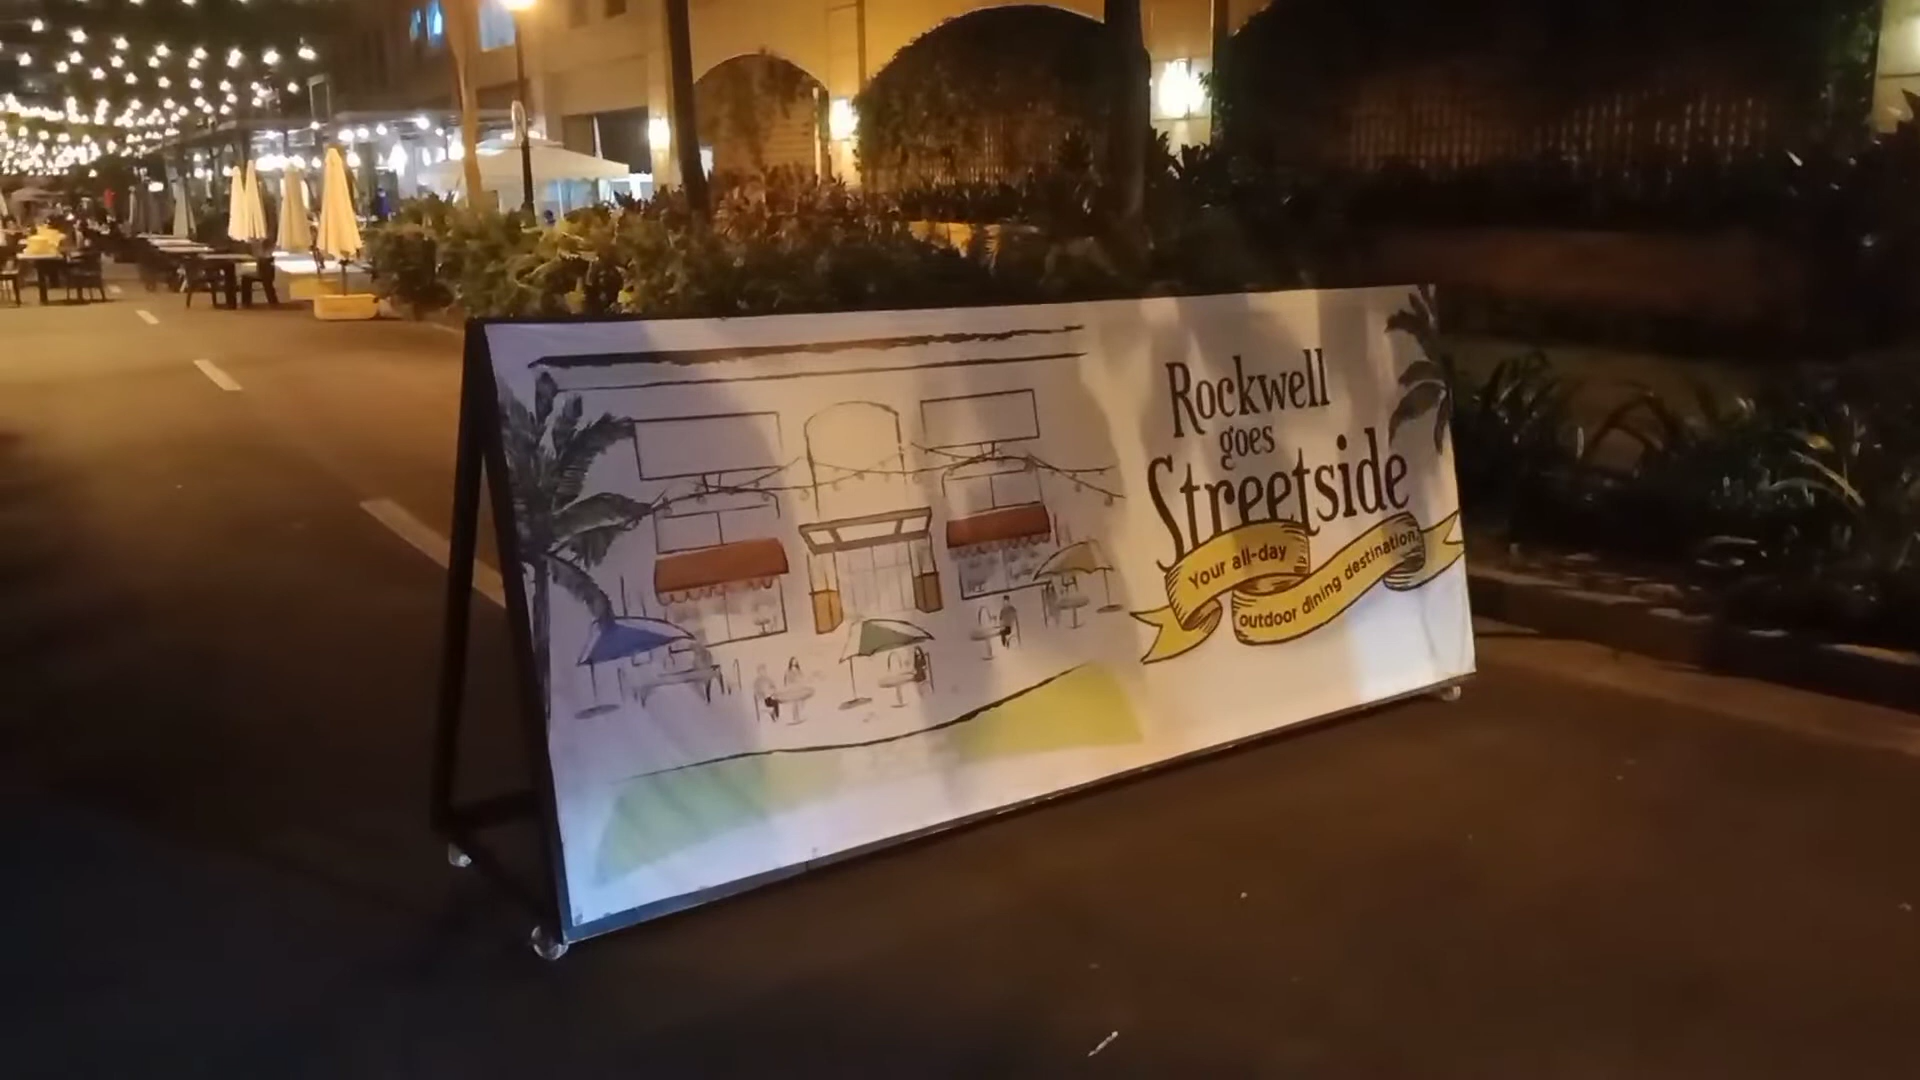 Rockwell
goes
Streetside
Your all-day
outdoor dining destination